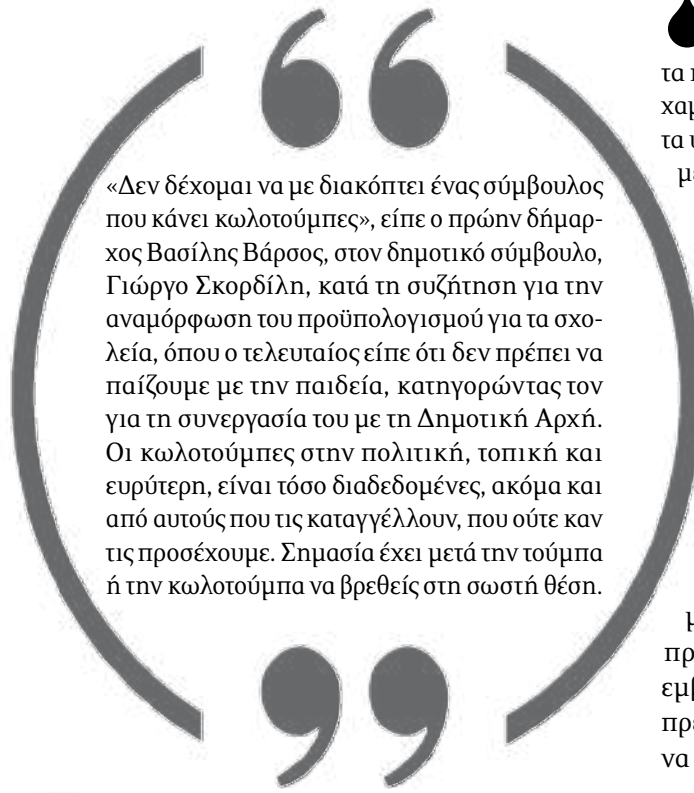 «Δεν δέχομαι να με διακόπτει ένας σύμβουλος
που κάνει κωλοτούμπες», είπε ο πρώην δήμαρ-
χος Βασίλης Βάρσος, στον δημοτικό σύμβουλο,
Γιώργο Σκορδίλη, κατά τη συζήτηση για την
αναμόρφωση του προϋπολογισμού για τα σχο-
λεία, όπου ο τελευταίος είπε ότι δεν πρέπει να
παίζουμε με την παιδεία, κατηγορώντας τον
για τη συνεργασία του με τη Δημοτική Αρχή.
Οι κωλοτούμπες στην πολιτική, τοπική και
ευρύτερη, είναι τόσο διαδεδομένες, ακόμα και
από αυτούς που τις καταγγέλλουν, που ούτε καν
τις προσέχουμε. Σημασία έχει μετά την τούμπα
ή την κωλοτούμπα να βρεθείς στη σωστή θέση.
τα
να